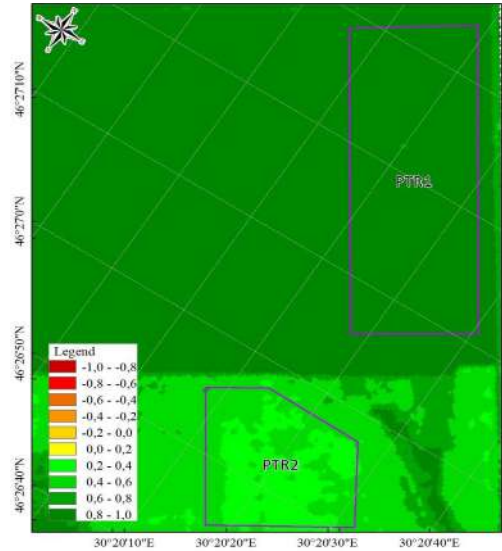 46°27'10"N
46°27'0"N
46°26'50"N
46°26'40"N
PTR1
PTR2
Legend
-1,0 - -0,8
-0,8 - -0,6
-0,6 - -0,4
-0,4 - -0,2
-0,2 - 0,0
0,0 - 0,2
0,2 - 0,4
0,4 - 0,6
0,6 - 0,8
0,8 - 1,0
30°20'10"E
30°20'20"E
30°20'30"E
30°20'40"E